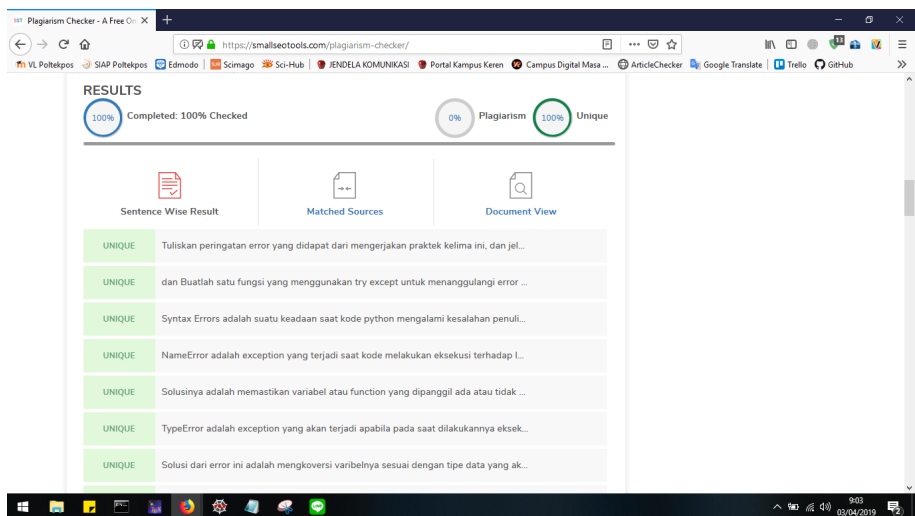 Plagiarism Checker - A Free On
https://smallseotools.com/plagiarism-checker/
VL Poltekpos SIAP Poltekpos Edmodo Scimago Sci-Hub JENDELA KOMUNIKASI Portal Kampus Keren Campus Digital Masa ... ArticleChecker Google Translate Trello GitHub
RESULTS
100% Completed: 100% Checked 0% Plagiarism 100% Unique
Sentence Wise Result Matched Sources Document View
UNIQUE Tuliskan peringatan error yang didapat dari mengerjakan praktek kelima ini, dan jel...
UNIQUE dan Buatlah satu fungsi yang menggunakan try except untuk menanggulangi error ...
UNIQUE Syntax Errors adalah suatu keadaan saat kode python mengalami kesalahan penuli...
UNIQUE NameError adalah exception yang terjadi saat kode melakukan eksekusi terhadap l...
UNIQUE Solusinya adalah memastikan variabel atau function yang dipanggil ada atau tidak ...
UNIQUE TypeError adalah exception yang akan terjadi apabila pada saat dilakukannya eksek...
UNIQUE Solusi dari error ini adalah mengkoversi varibelnya sesuai dengan tipe data yang ak...
9:03
03/04/2019